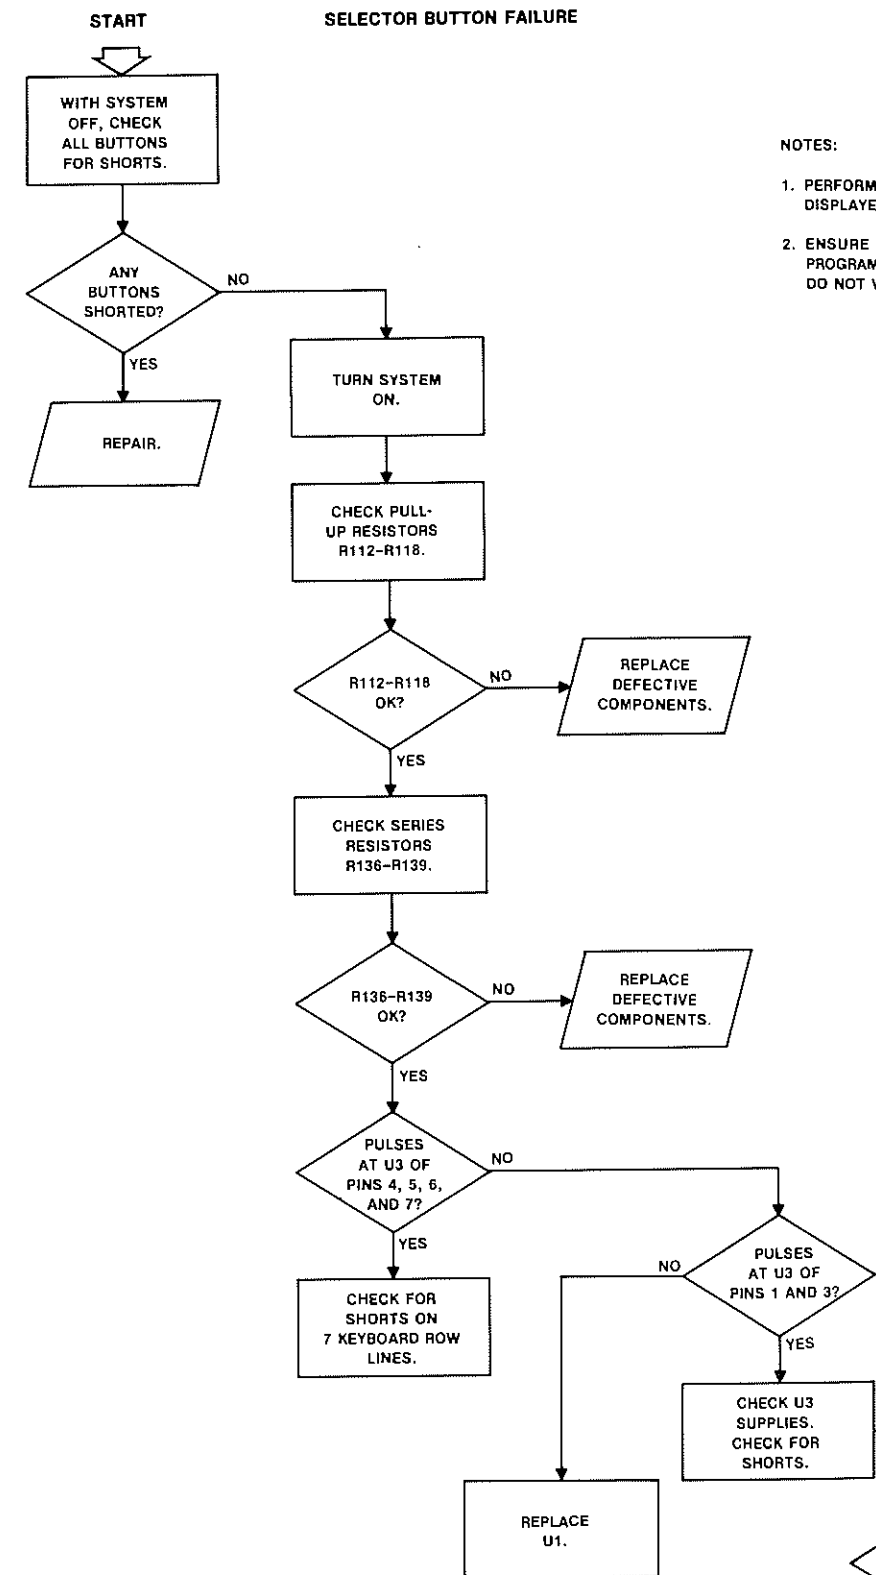 START
SELECTOR BUTTON FAILURE
WITH SYSTEM
OFF, CHECK
ALL BUTTONS
FOR SHORTS.
NOTES:
1. PERFORM
DISPLAYE
2. ENSURE
PROGRAM
DO NOT
ANY
BUTTONS
SHORTED?
NO
YES
REPAIR.
TURN SYSTEM
ON.
CHECK PULL-
UP RESISTORS
R112-R118.
R112-R118
OK?
NO
REPLACE
DEFECTIVE
COMPONENTS.
YES
CHECK SERIES
RESISTORS
R136-R139.
R136-R139
OK?
NO
REPLACE
DEFECTIVE
COMPONENTS.
YES
PULSES
AT U3 OF
PINS 4, 5, 6,
AND 7?
NO
YES
CHECK FOR
SHORTS ON
7 KEYBOARD ROW
LINES.
PULSES
AT U3 OF
PINS 1 AND 3?
NO
YES
CHECK U3
SUPPLIES.
CHECK FOR
SHORTS.
REPLACE
U1.